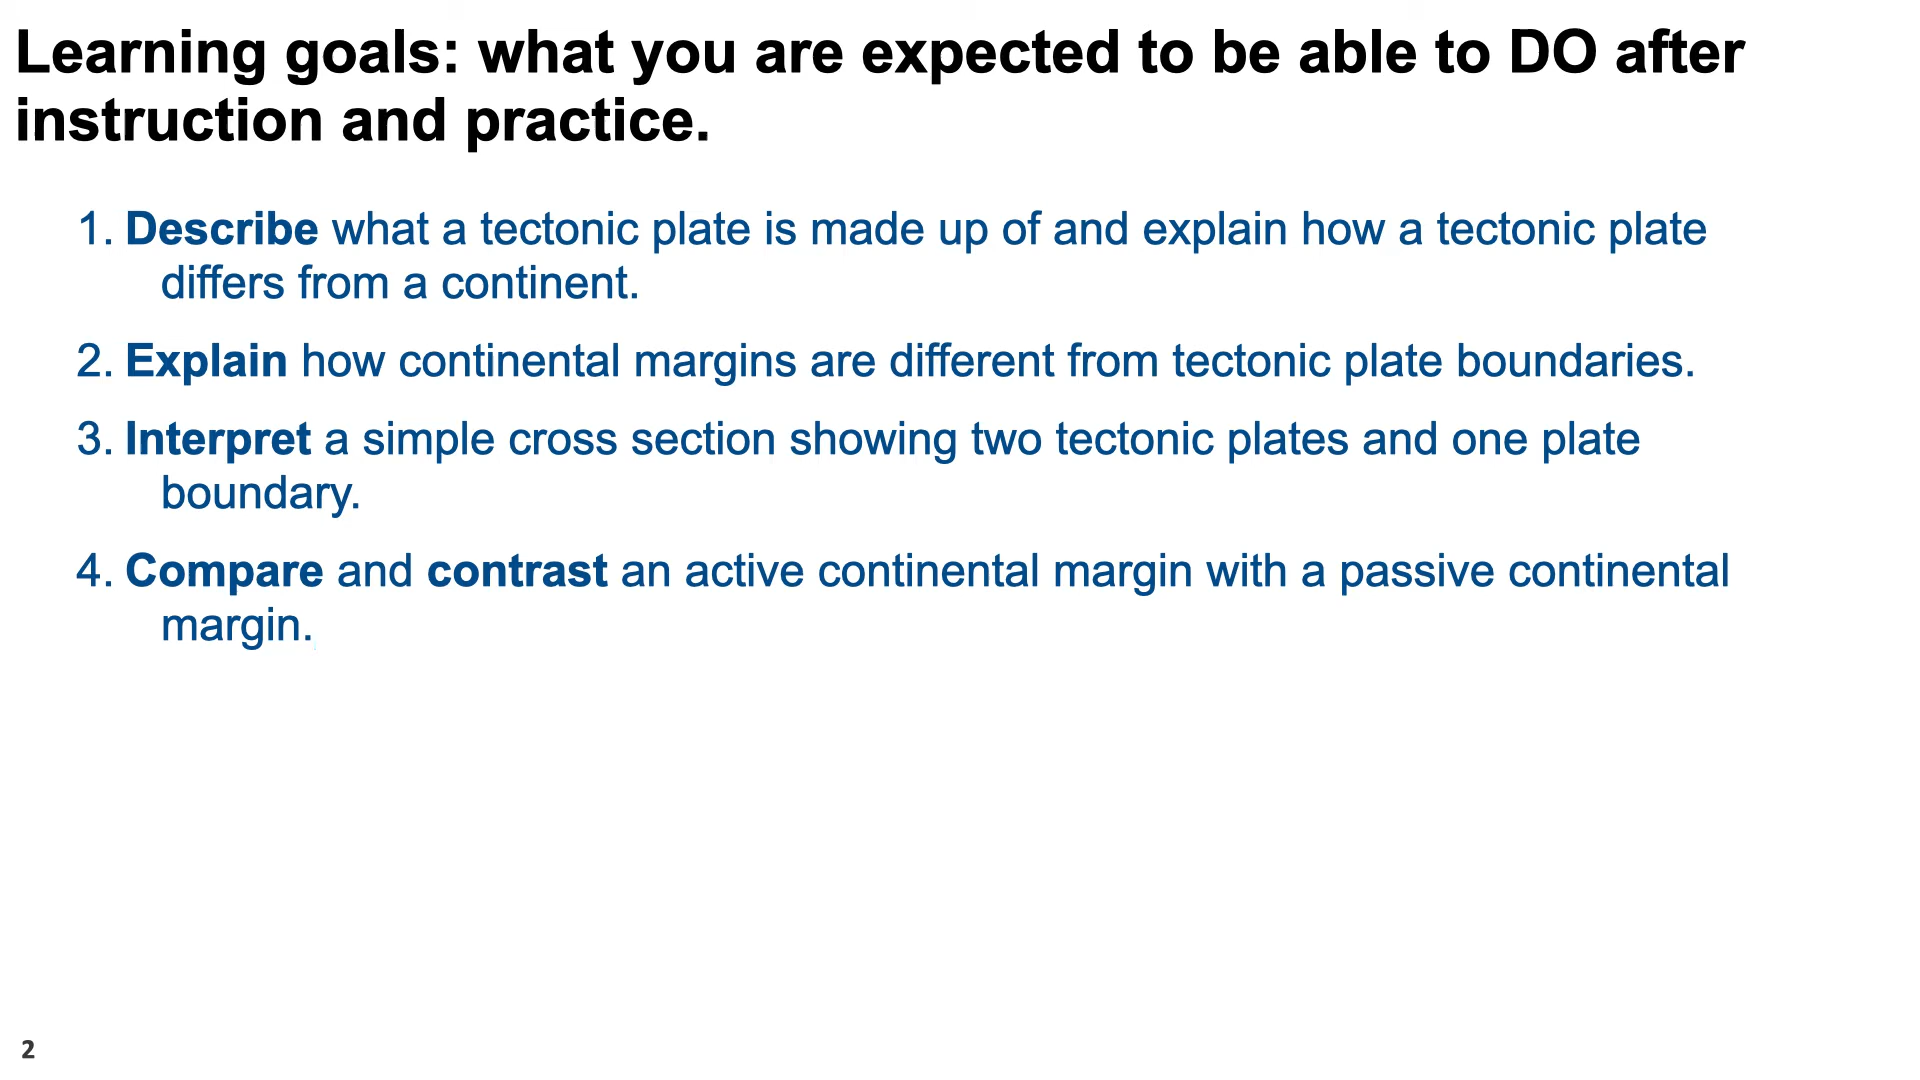 Learning goals: what you are expected to be able to DO after
instruction and practice.
1. Describe what a tectonic plate is made up of and explain how a tectonic plate
differs from a continent.
2. Explain how continental margins are different from tectonic plate boundaries.
3. Interpret a simple cross section showing two tectonic plates and one plate
boundary.
4. Compare and contrast an active continental margin with a passive continental
margin.
2